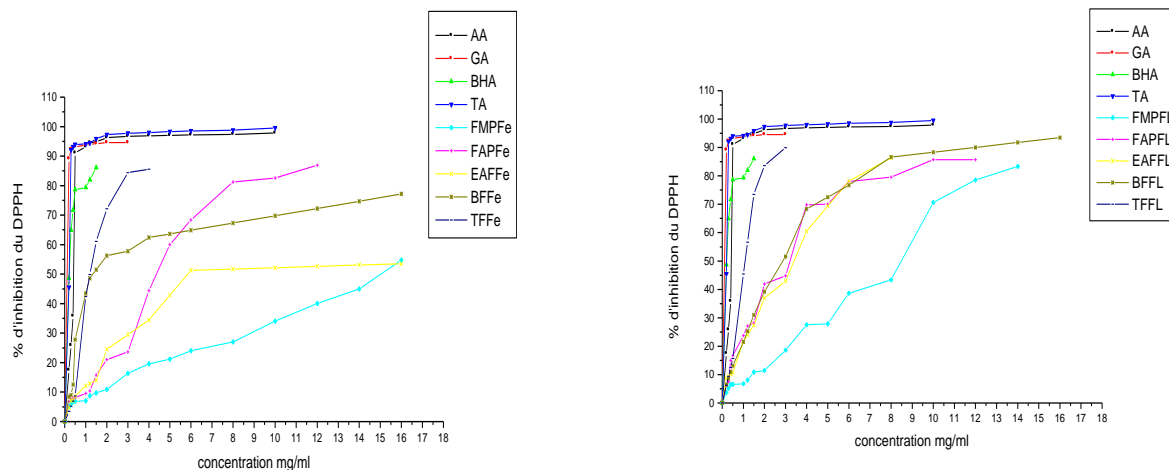 AA
GA
BHA
TA
FMPFe
FAPFe
EAFFe
BFFe
TFFe
110
100
90
80
70
60
50
40
30
20
10
0
% d'inhibition du DPPH
0 1 2 3 4 5 6 7 8 9 10 11 12 13 14 15 16 17 18
concentration mg/ml
AA
GA
BHA
TA
FMPFL
FAPFL
EAFFL
BFFL
TFFL
110
100
90
80
70
60
50
40
30
20
10
0
% d'inhibition du DPPH
0 1 2 3 4 5 6 7 8 9 10 11 12 13 14 15 16 17 18
concentration mg/ml